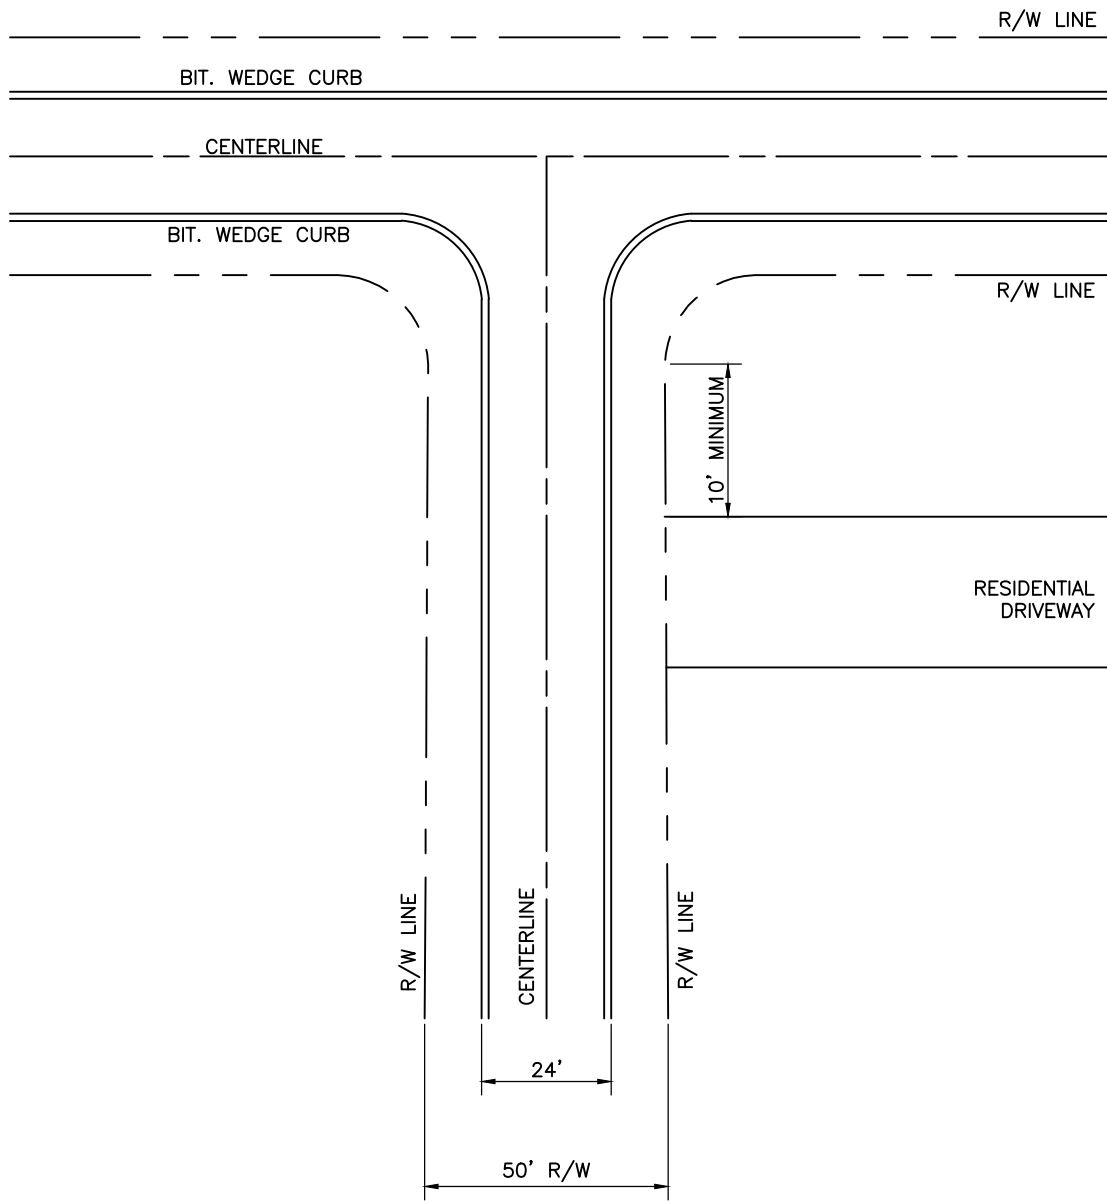 R/W LINE
BIT. WEDGE CURB
CENTERLINE
BIT. WEDGE CURB
R/W LINE
10' MINIMUM
RESIDENTIAL
DRIVEWAY
R/W LINE
CENTERLINE
R/W LINE
24'
50' R/W